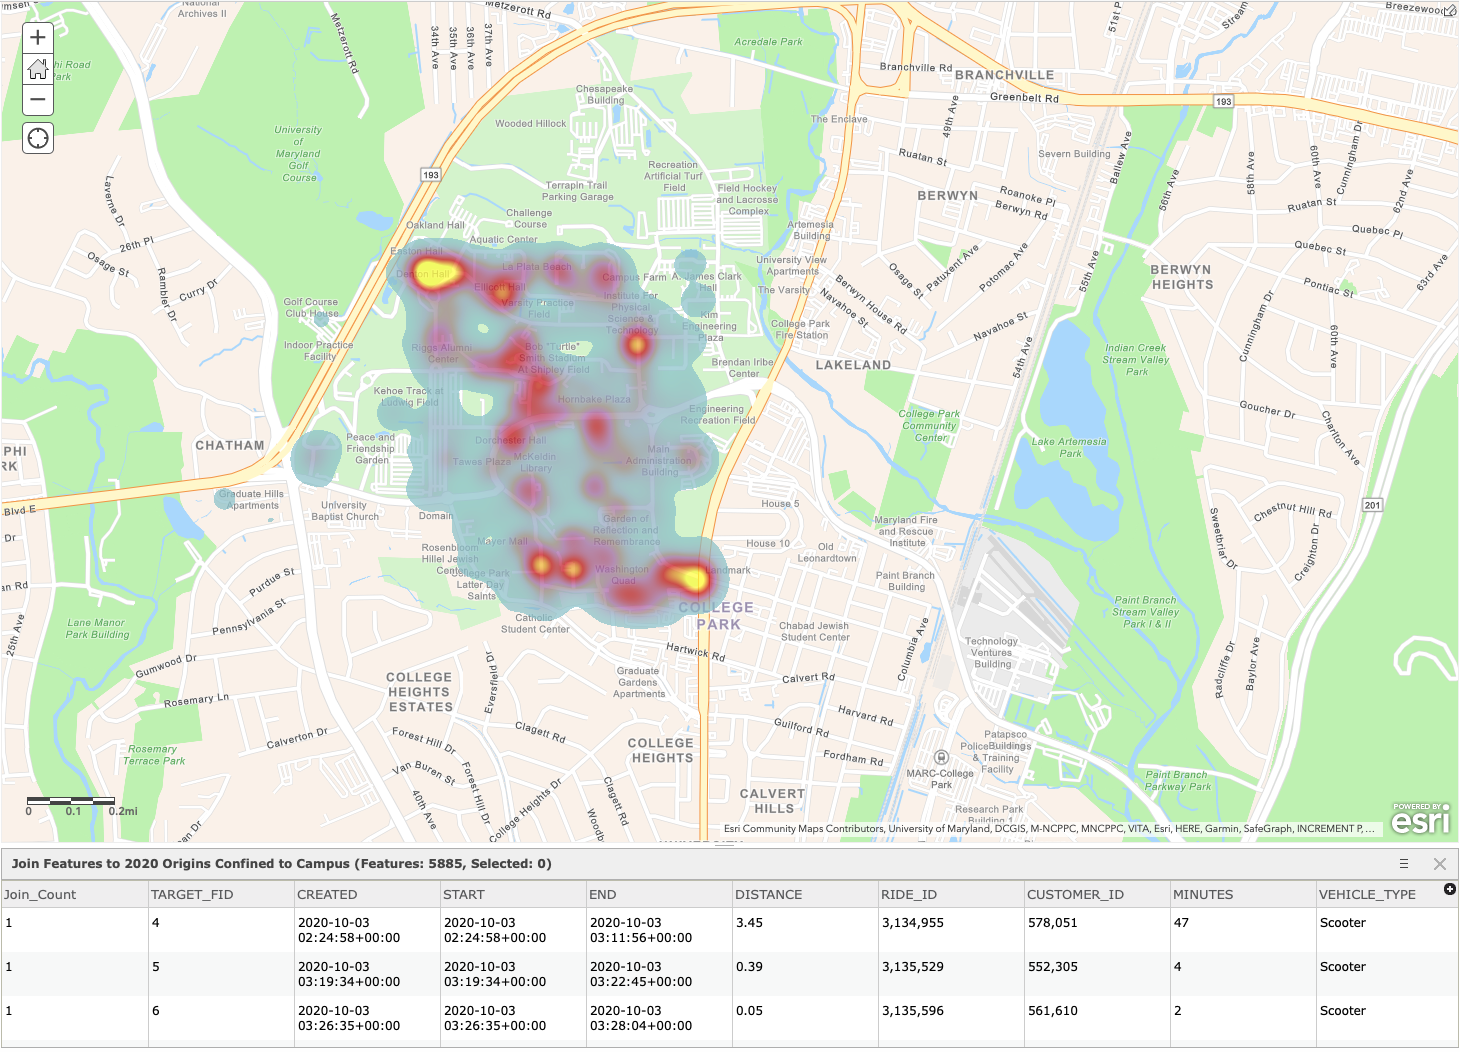 National
Archives II
Metzerott Rd
Metzerott Rd
34th Ave
35th Ave
36th Ave
37th Ave
Acredale Park
51st P
Stream
Breezewood
Branchville Rd
BRANCHVILLE
Greenbelt Rd
193
hi Road
Park
Chesapeake
Building
Wooded Hillock
The Enclave
49th Ave
Ruatan St
Severn Building
Ballew Ave
58th Ave
60th Ave
Cunningham Dr
62nd Ave
University
of
Maryland
Golf
Course
193
Recreation
Artificial Turf
Field
Terrapin Trail
Parking Garage
Field Hockey
and Lacrosse
Complex
BERWYN
Roanoke Pl
Berwyn Rd
56th Ave
Ruatan St
Laverne Dr
26th Pl
Osage St
Rambler Dr
Curry Dr
Challenge
Course
Oakland Hall
Aquatic Center
Artemesia
Building
Quebec Pl
Quebec St
Easton Hall
Denton Hall
La Plata Beach
Ellicott Hall
Varsity Practice
Field
Campus Farm
A. James Clark
Hall
University View
Apartments
The Varsity
Osage St
Patuxent Ave
Potomac Ave
55th Ave
BERWYN
HEIGHTS
Pontiac St
63rd Ave
Golf Course
Club House
Institute For
Physical
Science &
Technology
Kim
Engineering
Plaza
Berwyn House Rd
Navahoe St
Navahoe St
College Park
Fire Station
Cunningham Dr
60th Ave
Indoor Practice
Facility
Riggs Alumni
Center
Bob "Turtle"
Smith Stadium
At Shipley Field
Brendan Iribe
Center
LAKELAND
54th Ave
Indian Creek
Stream Valley
Park
Kehoe Track at
Ludwig Field
Hornbake Plaza
Engineering
Recreation Field
College Park
Community
Center
Goucher Dr
Charlton Ave
CHATHAM
Peace and
Friendship
Garden
Dorchester Hall
McKeldin
Library
Tawes Plaza
Main
Administration
Building
Lake Artemesia
Park
PHI
RK
Blvd E
Graduate Hills
Apartments
University
Baptist Church
Domain
House 5
201
Chestnut Hill Rd
Sweetbriar Dr
Creighton Dr
Garden of
Reflection and
Remembrance
Maryland Fire
and Rescue
Institute
Dr
Rosenbloom
Hillel Jewish
Center
College Park
Latter Day
Saints
Mayer Mall
Washington
Quad
House 10
Old
Leonardtown
Landmark
Paint Branch
Building
an Rd
Purdue St
Pennsylvania St
COLLEGE
PARK
Paint Branch
Stream Valley
Park I & II
Lane Manor
Park Building
25th Ave
Catholic
Student Center
Chabad Jewish
Student Center
Technology
Ventures
Building
Columbia Ave
Gumwood Dr
Rosemary Ln
Hartwick Rd
Calvert Rd
Radcliffe Dr
Baylor Ave
COLLEGE
HEIGHTS
ESTATES
Eversfield Dr
Graduate
Gardens
Apartments
Harvard Rd
Guilford Rd
Fordham Rd
Calverton Dr
Forest Hill Dr
Clagett Rd
COLLEGE
HEIGHTS
Patapsco
Police
Buildings
& Training
Facility
Rosemary
Terrace Park
Van Buren St
Forest Hill Dr
40th Ave
College Heights Dr
Clagett Rd
Woodb
MARC-College
Park
CALVERT
HILLS
Paint Branch
Parkway Park
Research Park
Building 1
an Dr
0 0.1 0.2mi
Esri Community Maps Contributors, University of Maryland, DCGIS, M-NCPPC, MNCPPC, VITA, Esri, HERE, Garmin, SafeGraph, INCREMENT P, ...
POWERED BY
esri
Join Features to 2020 Origins Confined to Campus (Features: 5885, Selected: 0)
Join_Count TARGET_FID CREATED START END DISTANCE RIDE_ID CUSTOMER_ID MINUTES VEHICLE_TYPE
1 4 2020-10-03 2020-10-03 2020-10-03 3.45 3,134,955 578,051 47 Scooter
02:24:58+00:00 02:24:58+00:00 03:11:56+00:00
1 5 2020-10-03 2020-10-03 2020-10-03 0.39 3,135,529 552,305 4 Scooter
03:19:34+00:00 03:19:34+00:00 03:22:45+00:00
1 6 2020-10-03 2020-10-03 2020-10-03 0.05 3,135,596 561,610 2 Scooter
03:26:35+00:00 03:26:35+00:00 03:28:04+00:00